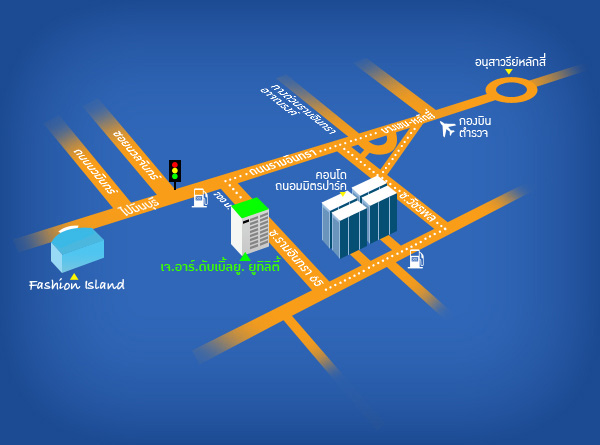 อนุสาวรีย์หลักสี่
ทางด่วนรามอินทรา
อาจณรงค์
บางเขน-หลักสี่
กองบิน
ตำรวจ
ถนนรามอินทรา
คอนโด
ถนอมมิตรปาร์ค
ซ.วัชรพล
ซอยนวลจันทร์
ถนนนวมินทร์
ไปมีนบุรี
700 ม.
ซ.รามอินทรา 65
เจ.อาร์.ดับเบิ้ลยู. ยูทิลิตี้
Fashion Island